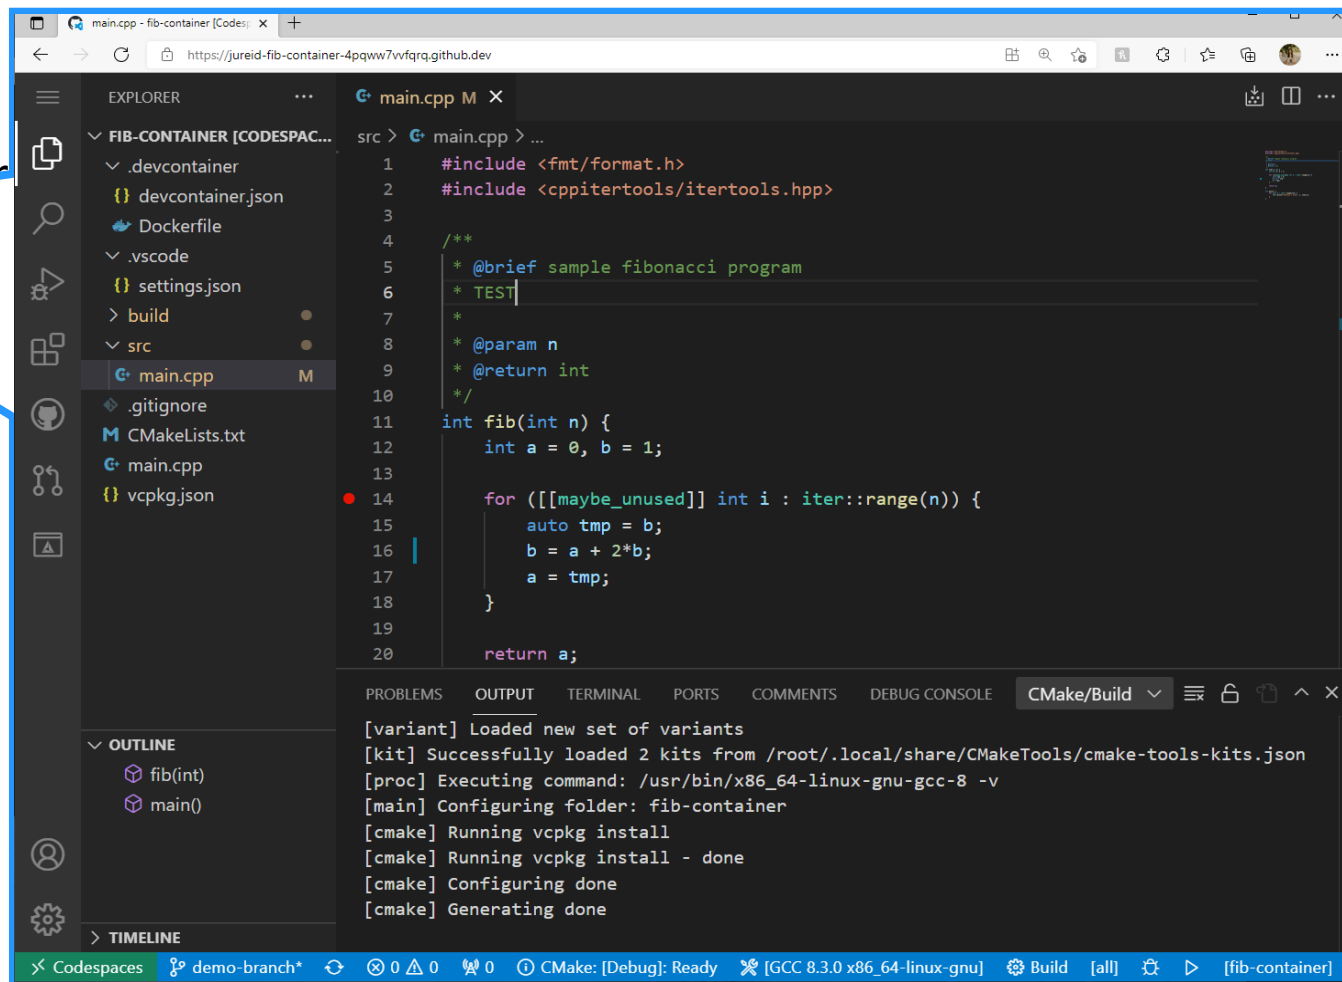 main.cpp - fib-container [Codesp
https://jureid-fib-container-4pqww7vvfqrq.github.dev
EXPLORER
FIB-CONTAINER [CODESPAC...
.devcontainer
{} devcontainer.json
Dockerfile
.vscode
{} settings.json
build
src
main.cpp M
.gitignore
CMakeLists.txt
main.cpp
{} vcpkg.json
OUTLINE
fib(int)
main()
TIMELINE
main.cpp M
src > main.cpp > ...
1 #include <fmt/format.h>
2 #include <cppitertools/itertools.hpp>
3
4 /**
5 * @brief sample fibonacci program
6 * TEST
7 *
8 * @param n
9 * @return int
10 */
11 int fib(int n) {
12 int a = 0, b = 1;
13
14 for ([[maybe_unused]] int i : iter::range(n)) {
15 auto tmp = b;
16 b = a + 2*b;
17 a = tmp;
18 }
19
20 return a;
PROBLEMS OUTPUT TERMINAL PORTS COMMENTS DEBUG CONSOLE CMake/Build
[variant] Loaded new set of variants
[kit] Successfully loaded 2 kits from /root/.local/share/CMakeTools/cmake-tools-kits.json
[proc] Executing command: /usr/bin/x86_64-linux-gnu-gcc-8 -v
[main] Configuring folder: fib-container
[cmake] Running vcpkg install
[cmake] Running vcpkg install - done
[cmake] Configuring done
[cmake] Generating done
Codespaces demo-branch* 0 0 0 CMake: [Debug]: Ready [GCC 8.3.0 x86_64-linux-gnu] Build [all] [fib-container]